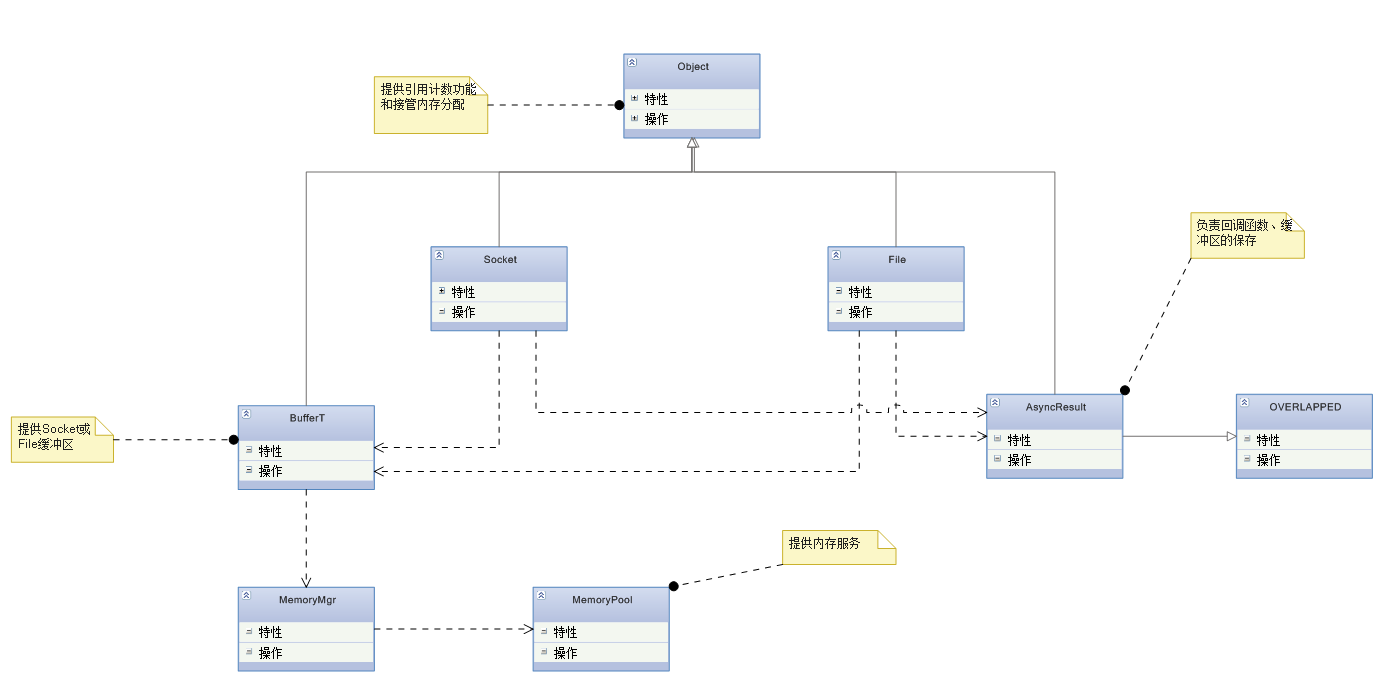 Object
特性
操作
提供引用计数功能
和接管内存分配
负责回调函数、缓
冲区的保存
Socket
特性
操作
File
特性
操作
BufferT
特性
操作
提供Socket或
File缓冲区
AsyncResult
特性
操作
OVERLAPPED
特性
操作
提供内存服务
MemoryMgr
特性
操作
MemoryPool
特性
操作